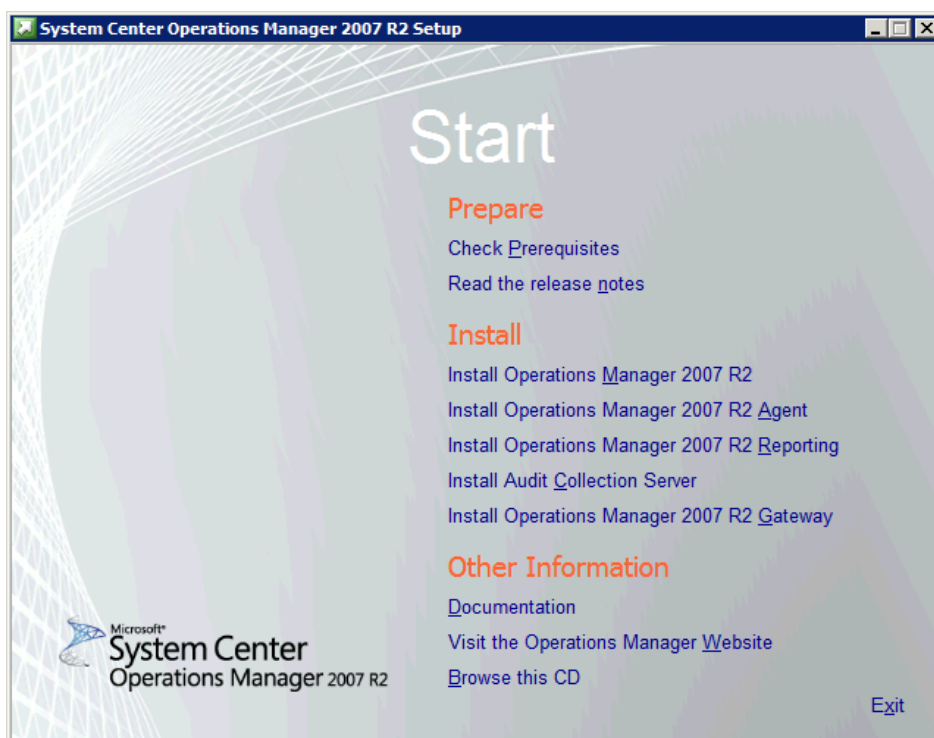 System Center Operations Manager 2007 R2 Setup
Start
Prepare
Check Prerequisites
Read the release notes
Install
Install Operations Manager 2007 R2
Install Operations Manager 2007 R2 Agent
Install Operations Manager 2007 R2 Reporting
Install Audit Collection Server
Install Operations Manager 2007 R2 Gateway
Other Information
Documentation
Visit the Operations Manager Website
Browse this CD
Microsoft
System Center
Operations Manager 2007 R2
Exit